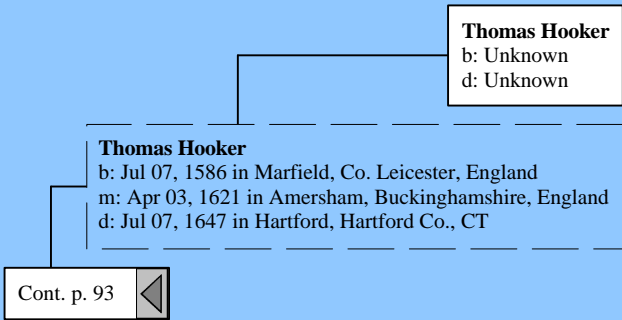 Thomas Hooker
b: Unknown
d: Unknown
Thomas Hooker
b: Jul 07, 1586 in Marfield, Co. Leicester, England
m: Apr 03, 1621 in Amersham, Buckinghamshire, England
d: Jul 07, 1647 in Hartford, Hartford Co., CT
Cont. p. 93